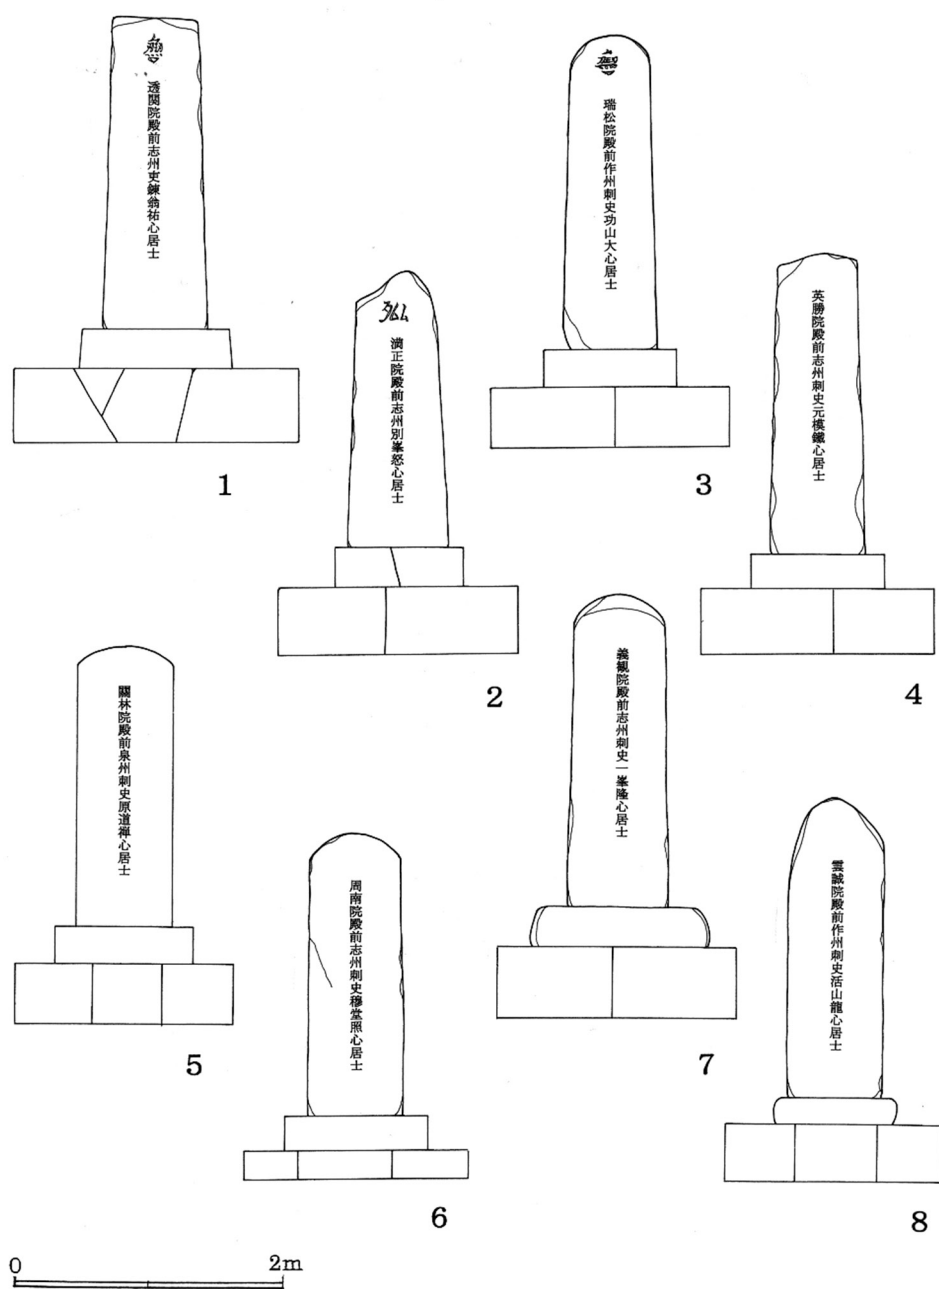 透関院殿前志州吏錬翁祐心居士
1
満正院殿前志州別峯怒心居士
2
瑞松院殿前作州刺史功山大心居士
3
英勝院殿前志州刺史元模鐵心居士
4
關林院殿前泉州刺史原道禅心居士
5
周南院殿前志州刺史穆堂照心居士
6
義観院殿前志州刺史一峯隆心居士
7
雲誠院殿前作州刺史活山龍心居士
8
0
2m